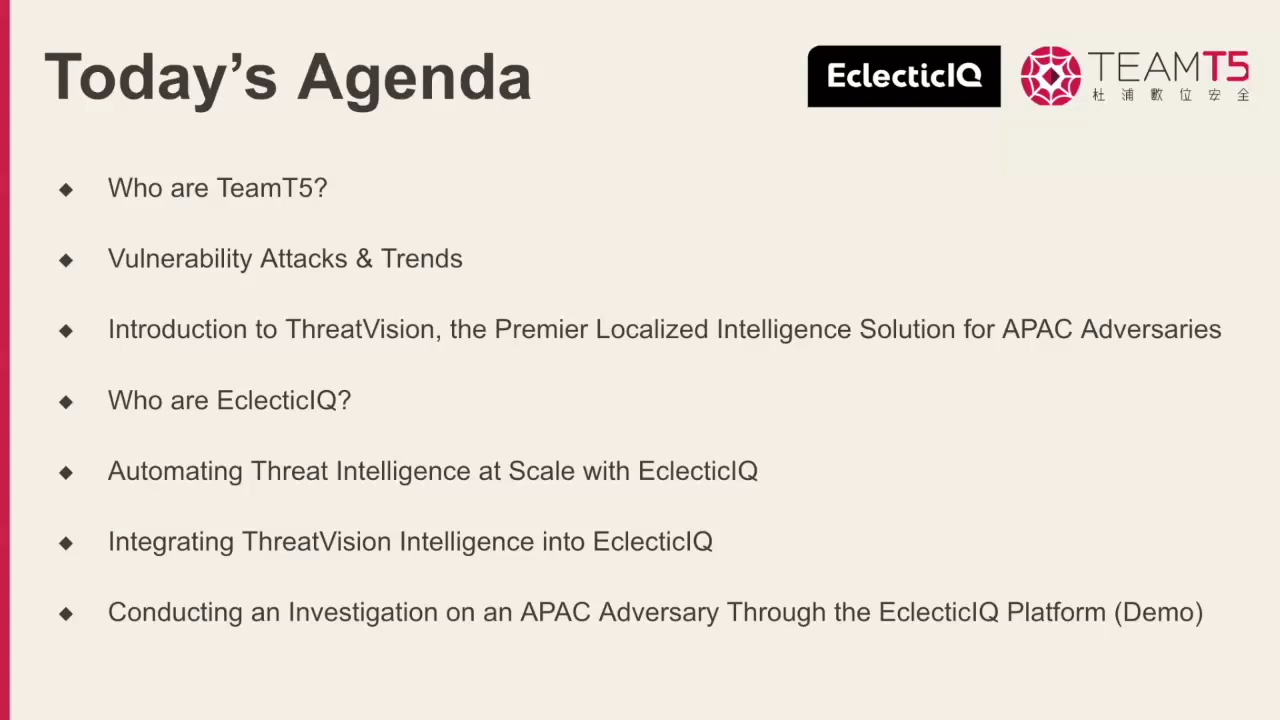 Today’s Agenda
EclecticIQ
TEAMT5
杜浦數位安全
◆ Who are TeamT5?
◆ Vulnerability Attacks & Trends
◆ Introduction to ThreatVision, the Premier Localized Intelligence Solution for APAC Adversaries
◆ Who are EclecticIQ?
◆ Automating Threat Intelligence at Scale with EclecticIQ
◆ Integrating ThreatVision Intelligence into EclecticIQ
◆ Conducting an Investigation on an APAC Adversary Through the EclecticIQ Platform (Demo)